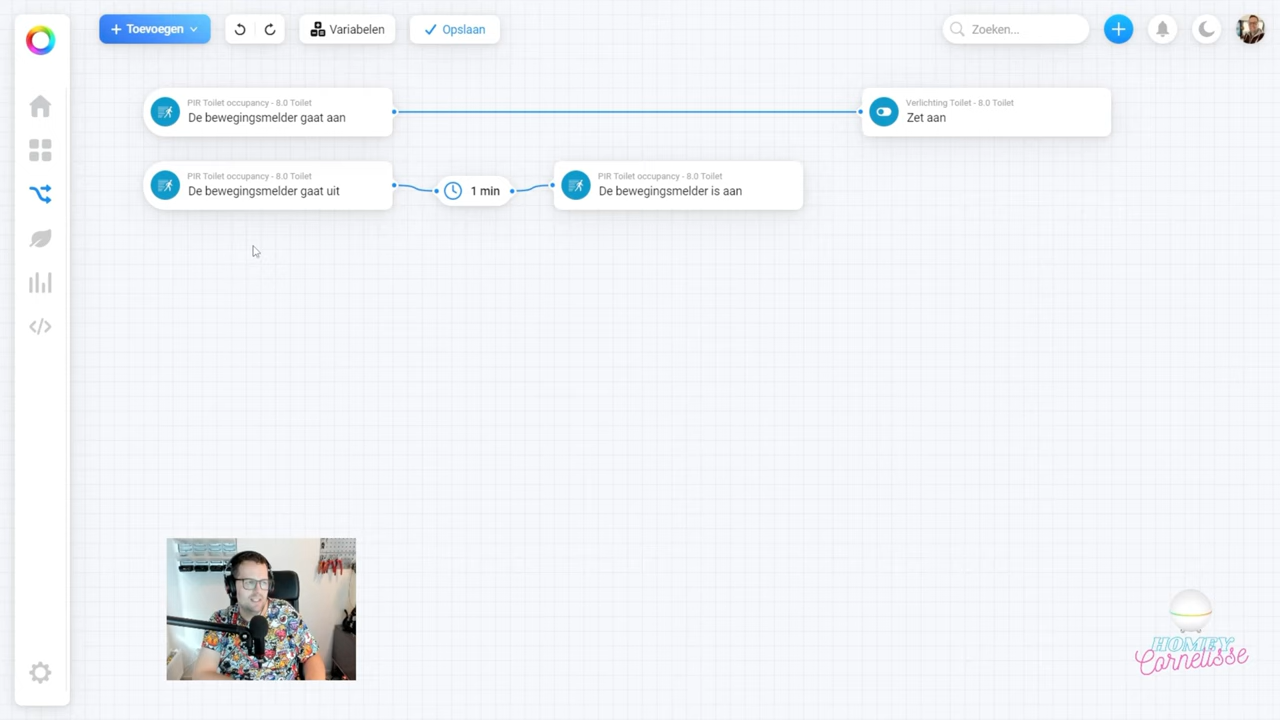 Toevoegen
Variabelen
Opslaan
Zoeken...
PIR Toilet occupancy - 8.0 Toilet
De bewegingsmelder gaat aan
Verlichting Toilet - 8.0 Toilet
Zet aan
PIR Toilet occupancy - 8.0 Toilet
De bewegingsmelder gaat uit
1 min
PIR Toilet occupancy - 8.0 Toilet
De bewegingsmelder is aan
HOMEY
Cornelisse